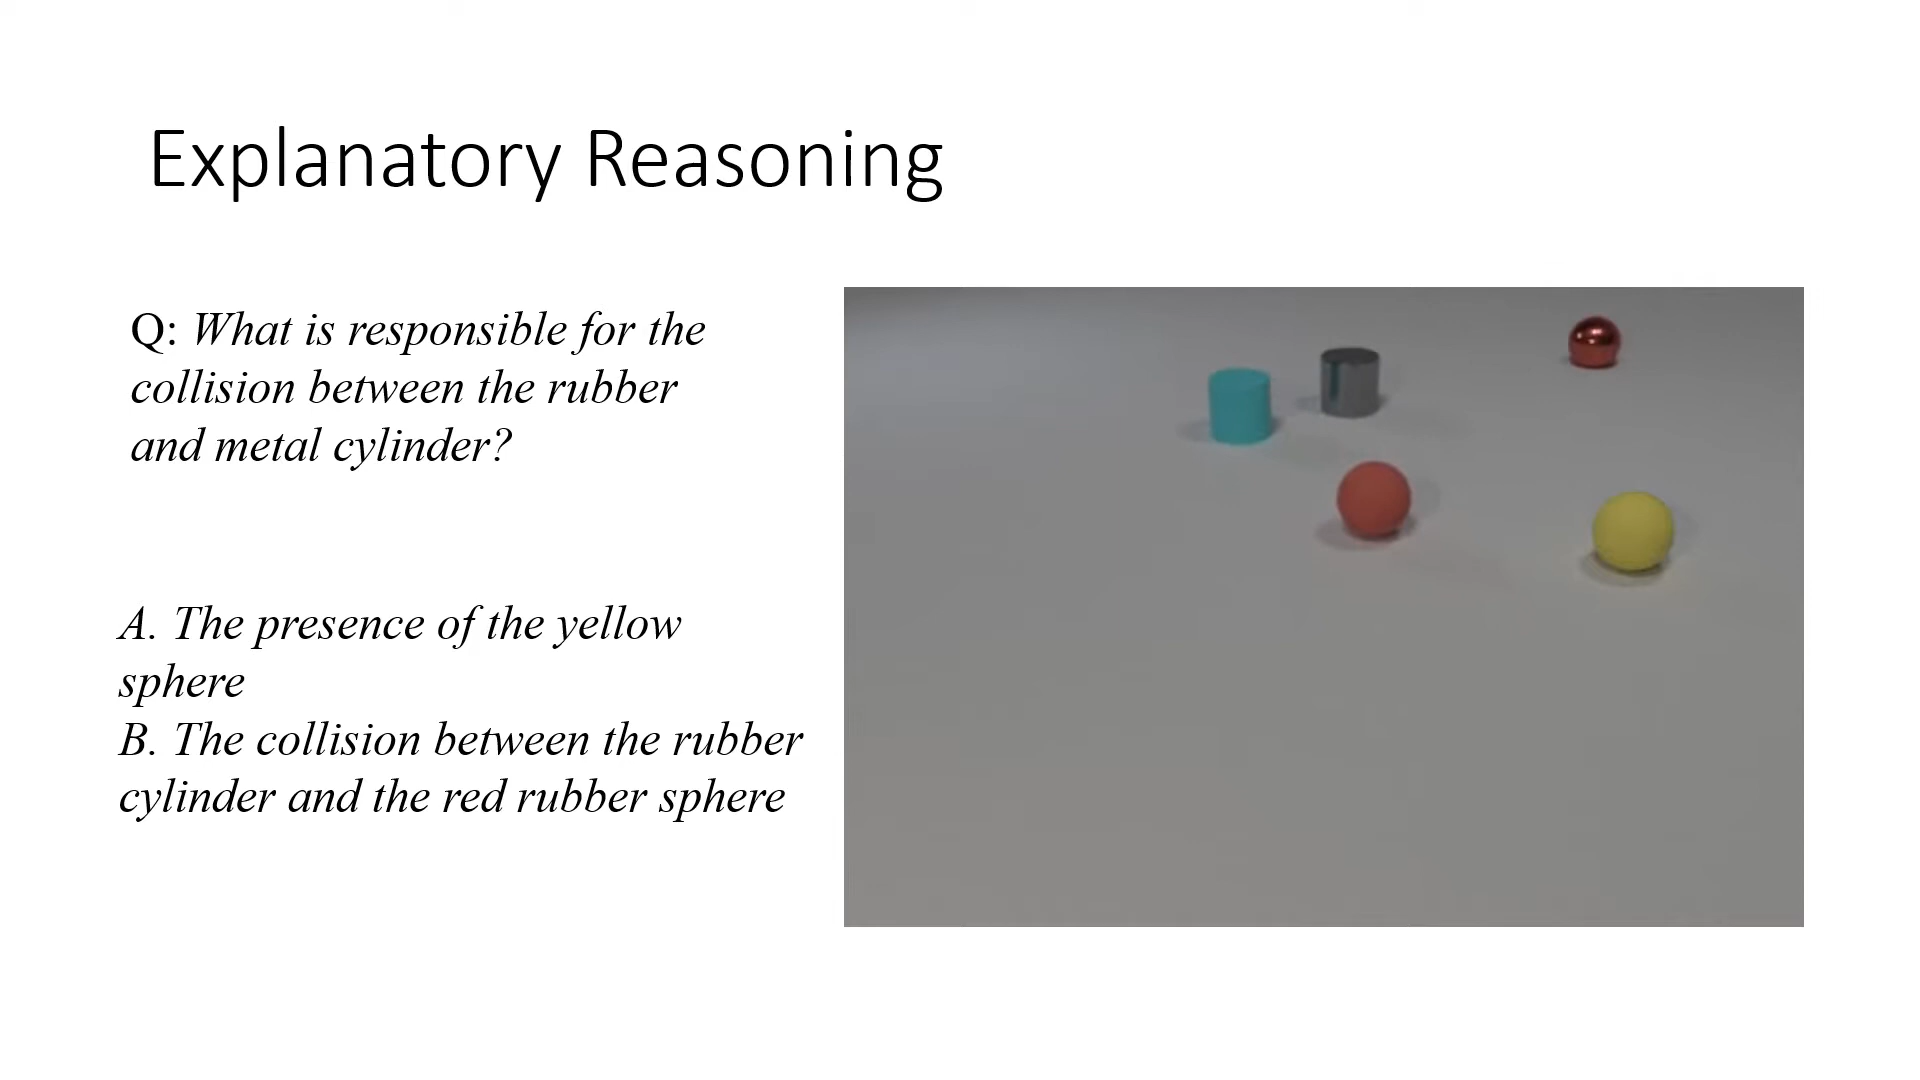 Explanatory Reasoning
Q: What is responsible for the
collision between the rubber
and metal cylinder?
A. The presence of the yellow
sphere
B. The collision between the rubber
cylinder and the red rubber sphere